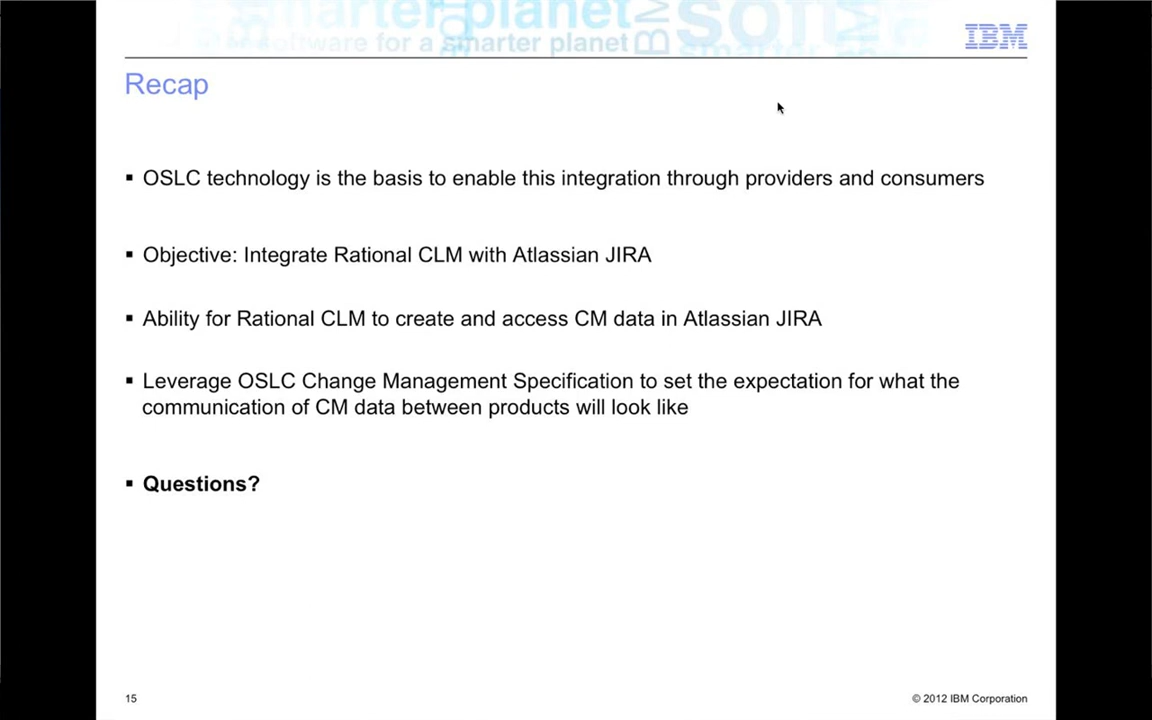 smarter planet
software for a smarter planet
IBM
Recap
▪ OSLC technology is the basis to enable this integration through providers and consumers
▪ Objective: Integrate Rational CLM with Atlassian JIRA
▪ Ability for Rational CLM to create and access CM data in Atlassian JIRA
▪ Leverage OSLC Change Management Specification to set the expectation for what the
communication of CM data between products will look like
▪ Questions?
15
© 2012 IBM Corporation